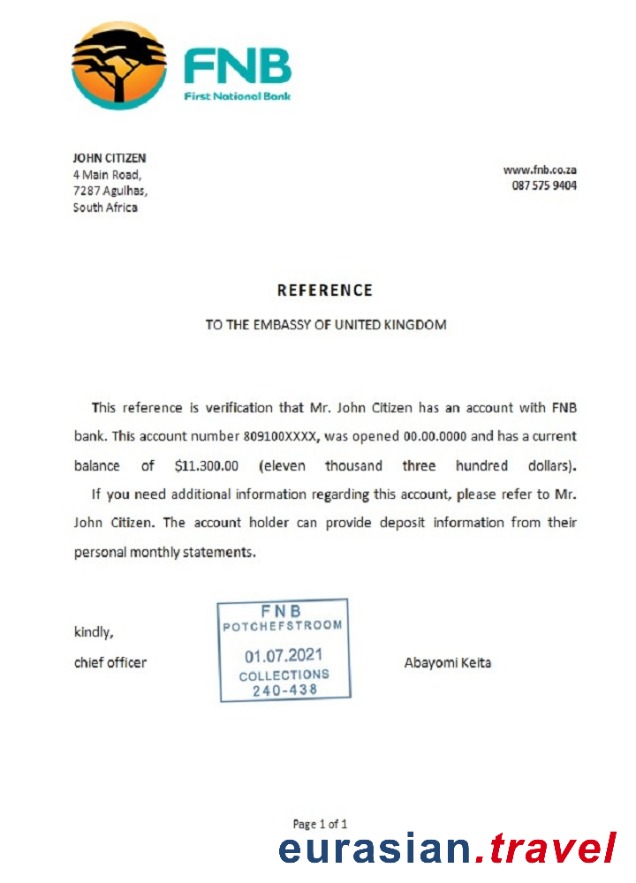 FNB
First National Bank
JOHN CITIZEN
4 Main Road,
7287 Agulhas,
South Africa
www.fnb.co.za
087 575 9404
REFERENCE
TO THE EMBASSY OF UNITED KINGDOM
This reference is verification that Mr. John Citizen has an account with FNB
bank. This account number 809100XXXX, was opened 00.00.0000 and has a current
balance of $11.300.00 (eleven thousand three hundred dollars).
If you need additional information regarding this account, please refer to Mr.
John Citizen. The account holder can provide deposit information from their
personal monthly statements.
kindly,
chief officer
FNB
POTCHEFSTROOM
01.07.2021
COLLECTIONS
240-438
Abayomi Keita
Page 1 of 1
eurasian.travel